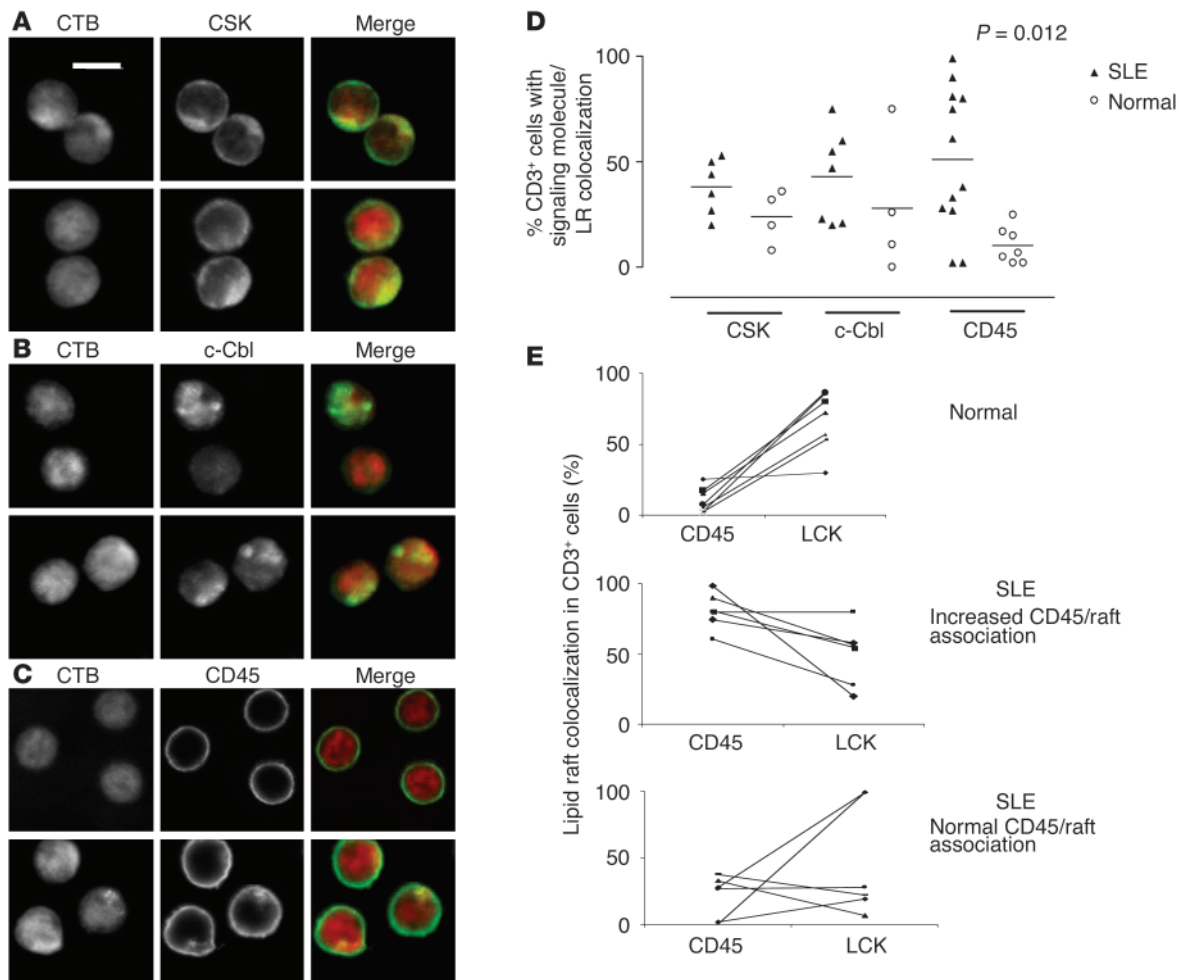 A
CTB CSK Merge
B
CTB c-Cbl Merge
C
CTB CD45 Merge
D
P = 0.012
% CD3⁺ cells with
signaling molecule/
LR colocalization
100
50
0
▲ SLE
○ Normal
CSK c-Cbl CD45
E
Lipid raft colocalization in CD3⁺ cells (%)
100
50
0
CD45 LCK
Normal
100
50
0
CD45 LCK
SLE
Increased CD45/raft
association
100
50
0
CD45 LCK
SLE
Normal CD45/raft
association